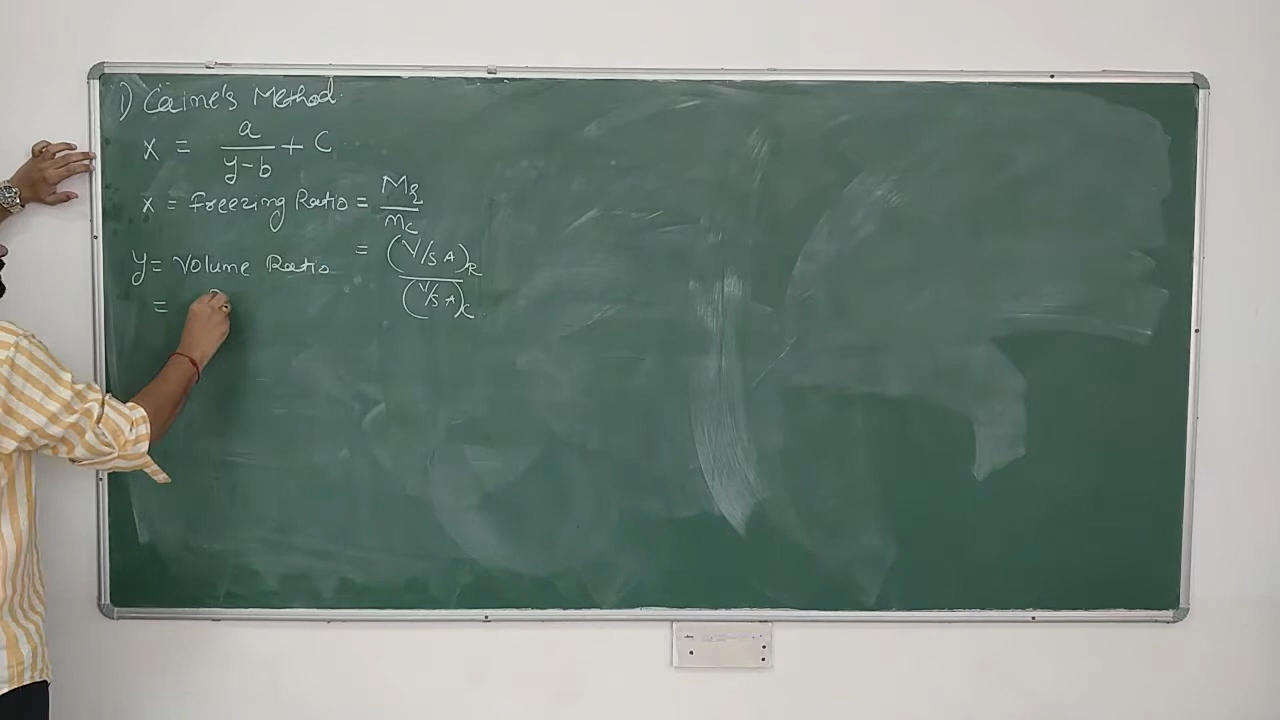 1) Caine's Method.
x = a / (y-b) + C
x = Freezing Ratio = MR / mc
= (V/SA)R / (V/SA)C
y = Volume Ratio
=